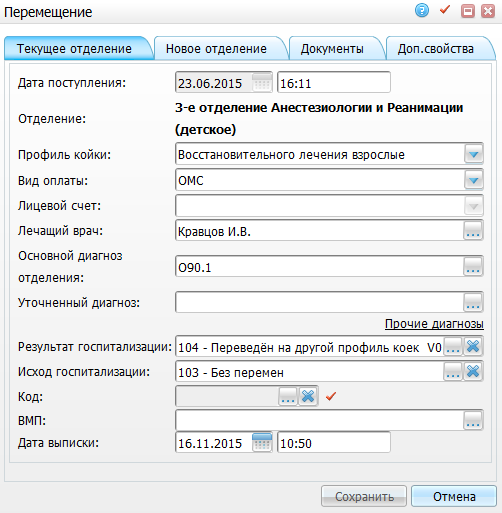 Перемещение
Текущее отделение Новое отделение Документы Доп.свойства
Дата поступления: 23.06.2015 16:11
Отделение: 3-е отделение Анестезиологии и Реанимации
(детское)
Профиль койки: Восстановительного лечения взрослые
Вид оплаты: ОМС
Лицевой счет:
Лечащий врач: Кравцов И.В.
Основной диагноз
отделения: O90.1
Уточненный диагноз:
Прочие диагнозы
Результат госпитализации: 104 - Переведён на другой профиль коек V0
Исход госпитализации: 103 - Без перемен
Код:
ВМП:
Дата выписки: 16.11.2015 10:50
Сохранить Отмена